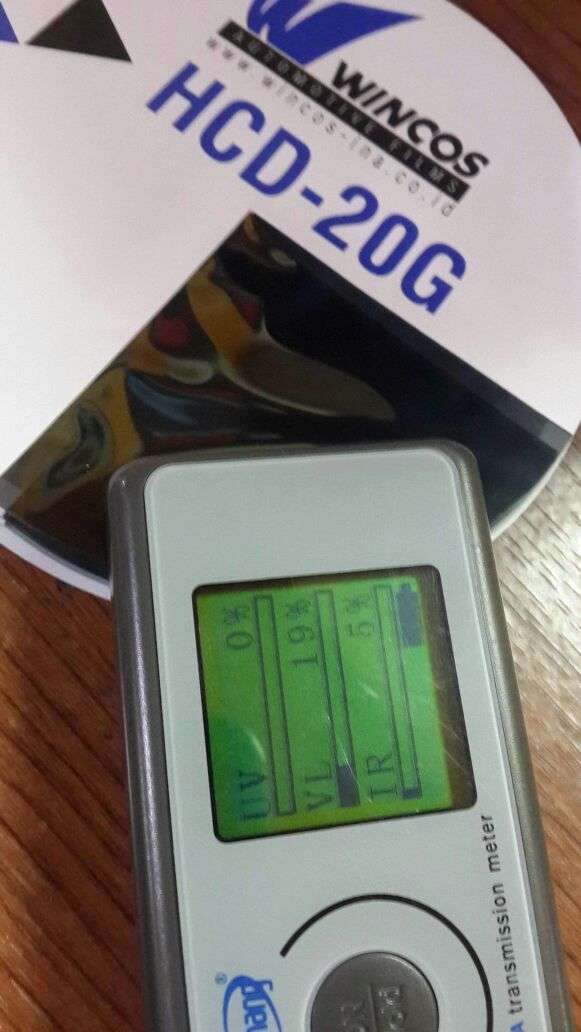 WINCOS
AUTOMOTIVE FILMS
www.wincos-ina.co.id
HCD-20G
UV 0%
VL 19%
IR 5%
transmission meter